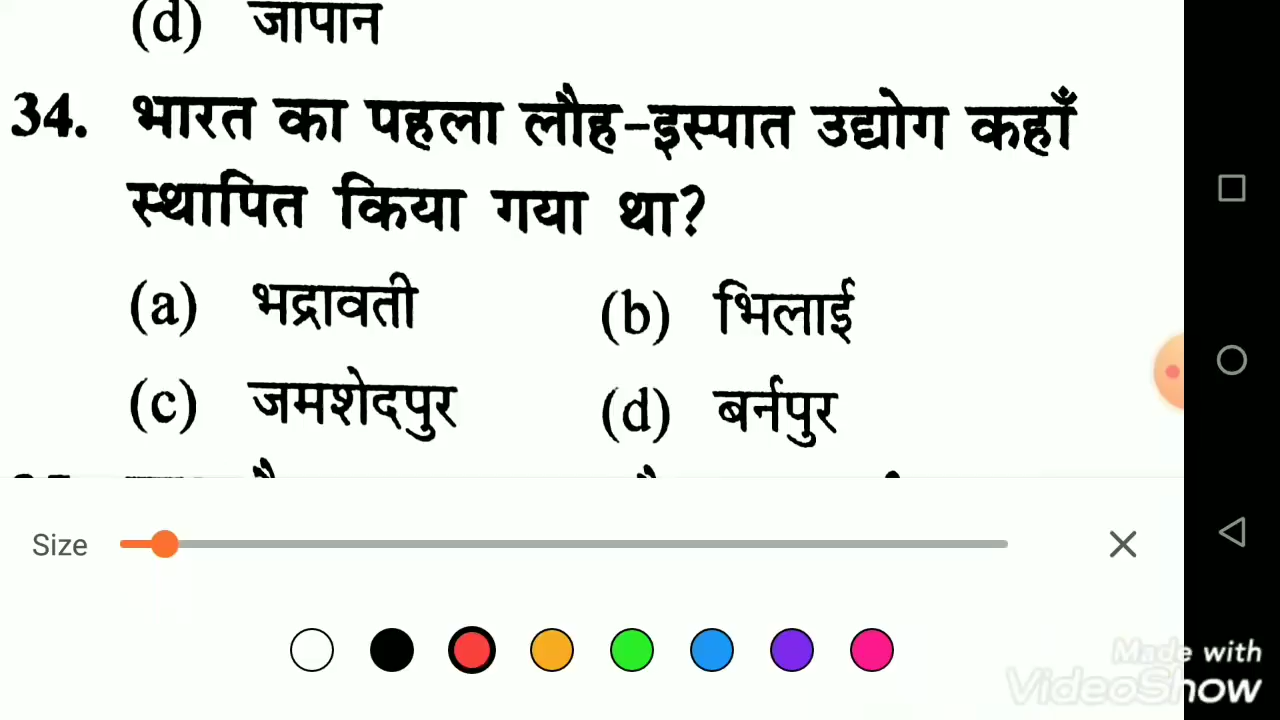 (d) जापान
34. भारत का पहला लौह-इस्पात उद्योग कहाँ
स्थापित किया गया था?
(a) भद्रावती (b) भिलाई
(c) जमशेदपुर (d) बर्नपुर
Size
Made with
VideoShow